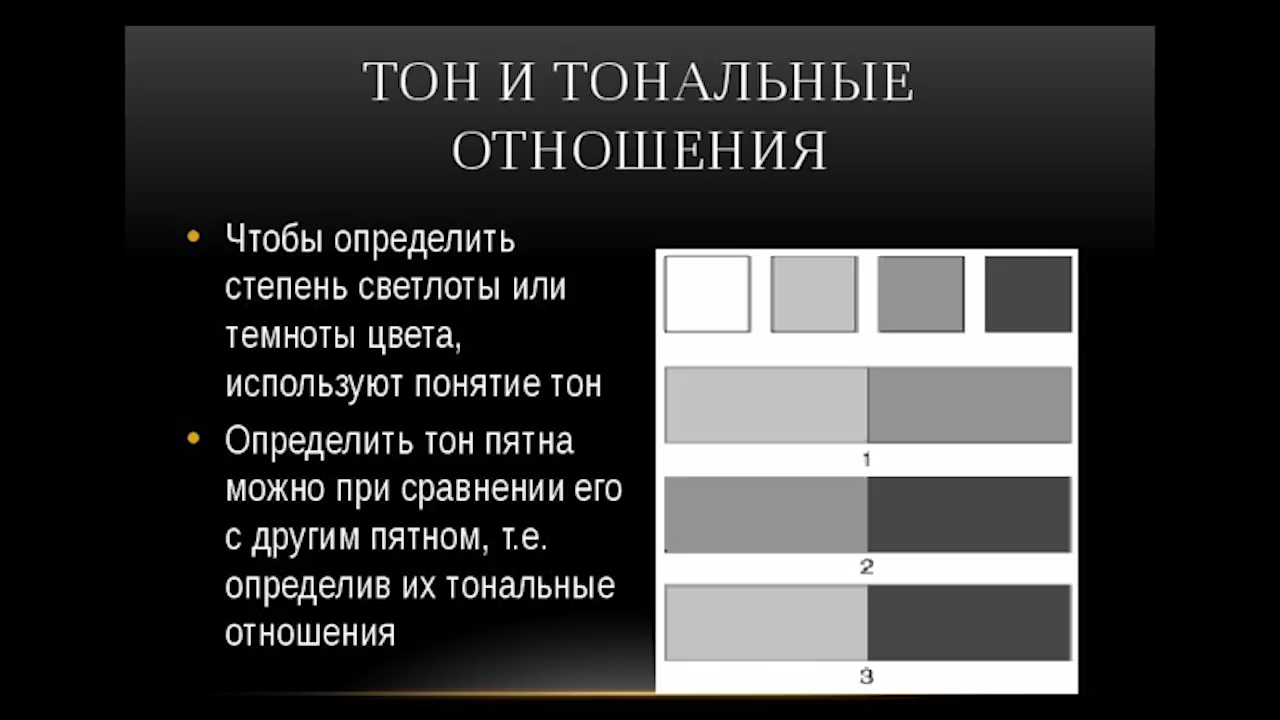 ТОН И ТОНАЛЬНЫЕ
ОТНОШЕНИЯ
• Чтобы определить
степень светлоты или
темноты цвета,
используют понятие тон
• Определить тон пятна
можно при сравнении его
с другим пятном, т.е.
определив их тональные
отношения
1
2
3